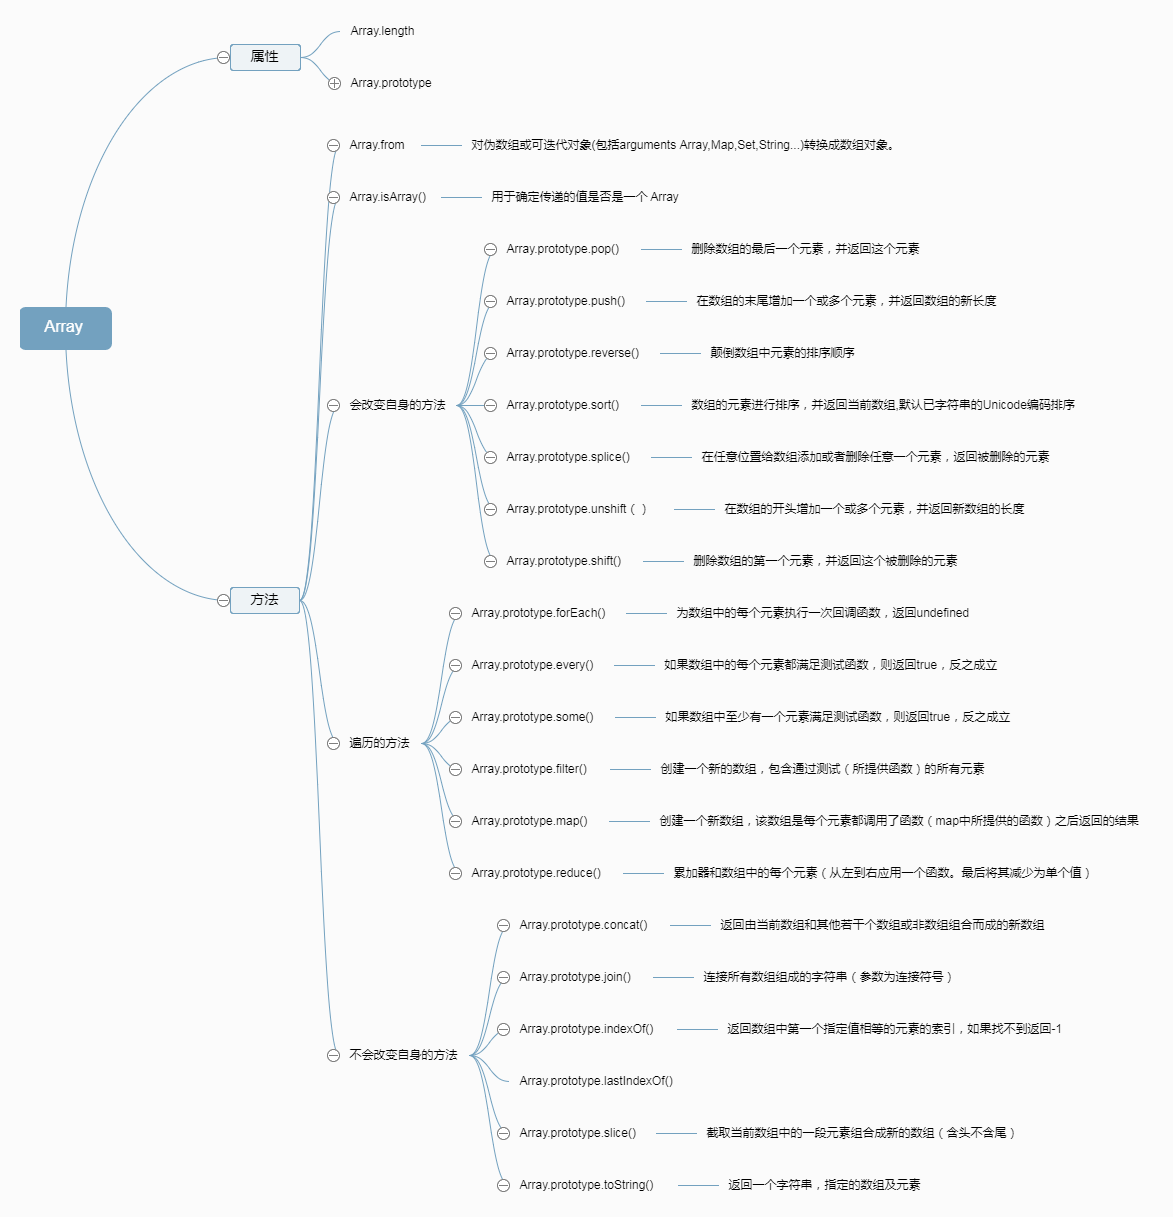 Array
属性
Array.length
Array.prototype
方法
Array.from
对伪数组或可迭代对象(包括arguments Array,Map,Set,String...)转换成数组对象。
Array.isArray()
用于确定传递的值是否是一个 Array
会改变自身的方法
Array.prototype.pop()
删除数组的最后一个元素，并返回这个元素
Array.prototype.push()
在数组的末尾增加一个或多个元素，并返回数组的新长度
Array.prototype.reverse()
颠倒数组中元素的排序顺序
Array.prototype.sort()
数组的元素进行排序，并返回当前数组,默认已字符串的Unicode编码排序
Array.prototype.splice()
在任意位置给数组添加或者删除任意一个元素，返回被删除的元素
Array.prototype.unshift（ ）
在数组的开头增加一个或多个元素，并返回新数组的长度
Array.prototype.shift()
删除数组的第一个元素，并返回这个被删除的元素
遍历的方法
Array.prototype.forEach()
为数组中的每个元素执行一次回调函数，返回undefined
Array.prototype.every()
如果数组中的每个元素都满足测试函数，则返回true，反之成立
Array.prototype.some()
如果数组中至少有一个元素满足测试函数，则返回true，反之成立
Array.prototype.filter()
创建一个新的数组，包含通过测试（所提供函数）的所有元素
Array.prototype.map()
创建一个新数组，该数组是每个元素都调用了函数（map中所提供的函数）之后返回的结果
Array.prototype.reduce()
累加器和数组中的每个元素（从左到右应用一个函数。最后将其减少为单个值）
不会改变自身的方法
Array.prototype.concat()
返回由当前数组和其他若干个数组或非数组组合而成的新数组
Array.prototype.join()
连接所有数组组成的字符串（参数为连接符号）
Array.prototype.indexOf()
返回数组中第一个指定值相等的元素的索引，如果找不到返回-1
Array.prototype.lastIndexOf()
Array.prototype.slice()
截取当前数组中的一段元素组合成新的数组（含头不含尾）
Array.prototype.toString()
返回一个字符串，指定的数组及元素